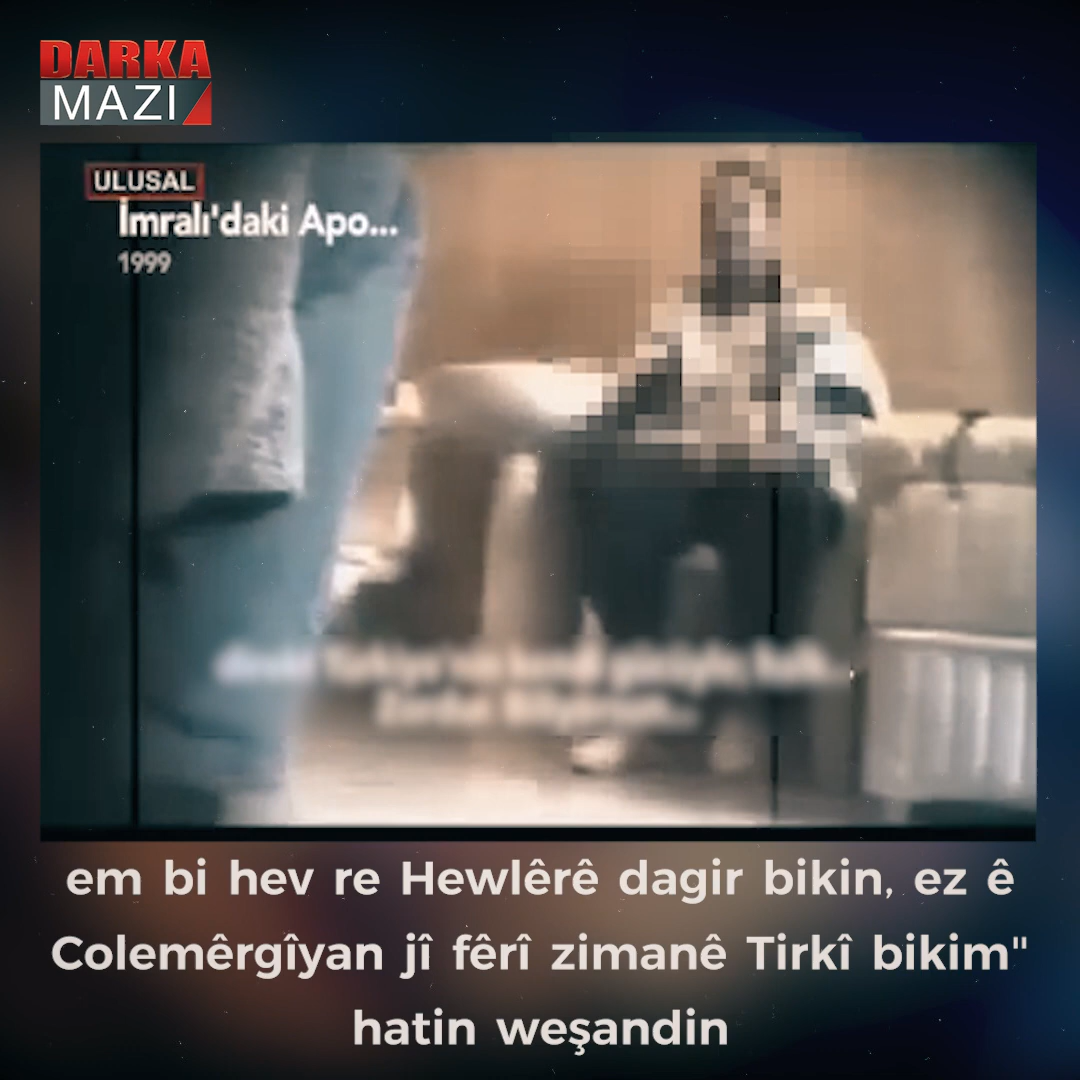 DARKA
MAZI
ULUSAL
İmralı'daki Apo...
1999
em bi hev re Hewlêrê dagir bikin, ez ê
Colemêrgîyan jî fêrî zimanê Tirkî bikim"
hatin weşandin